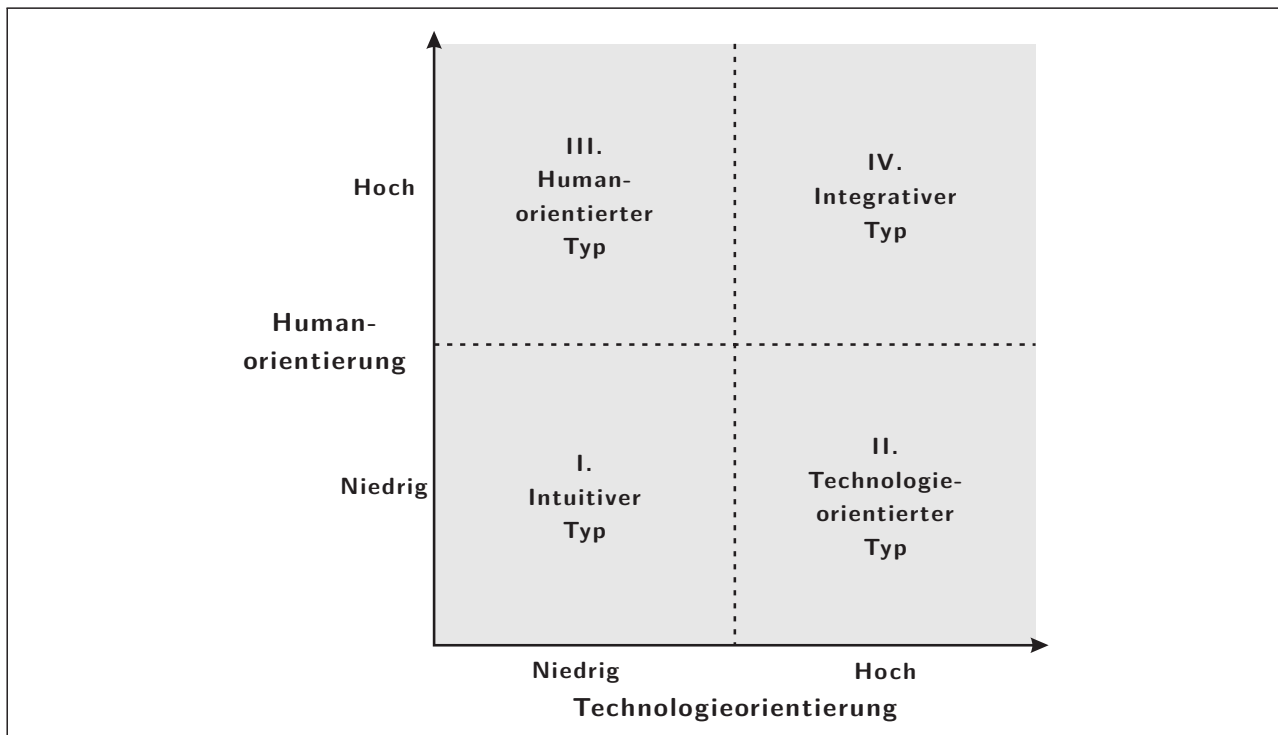 III.
Human-
orientierter
Typ
IV.
Integrativer
Typ
Hoch
Human-
orientierung
Niedrig
I.
Intuitiver
Typ
II.
Technologie-
orientierter
Typ
Niedrig
Hoch
Technologieorientierung